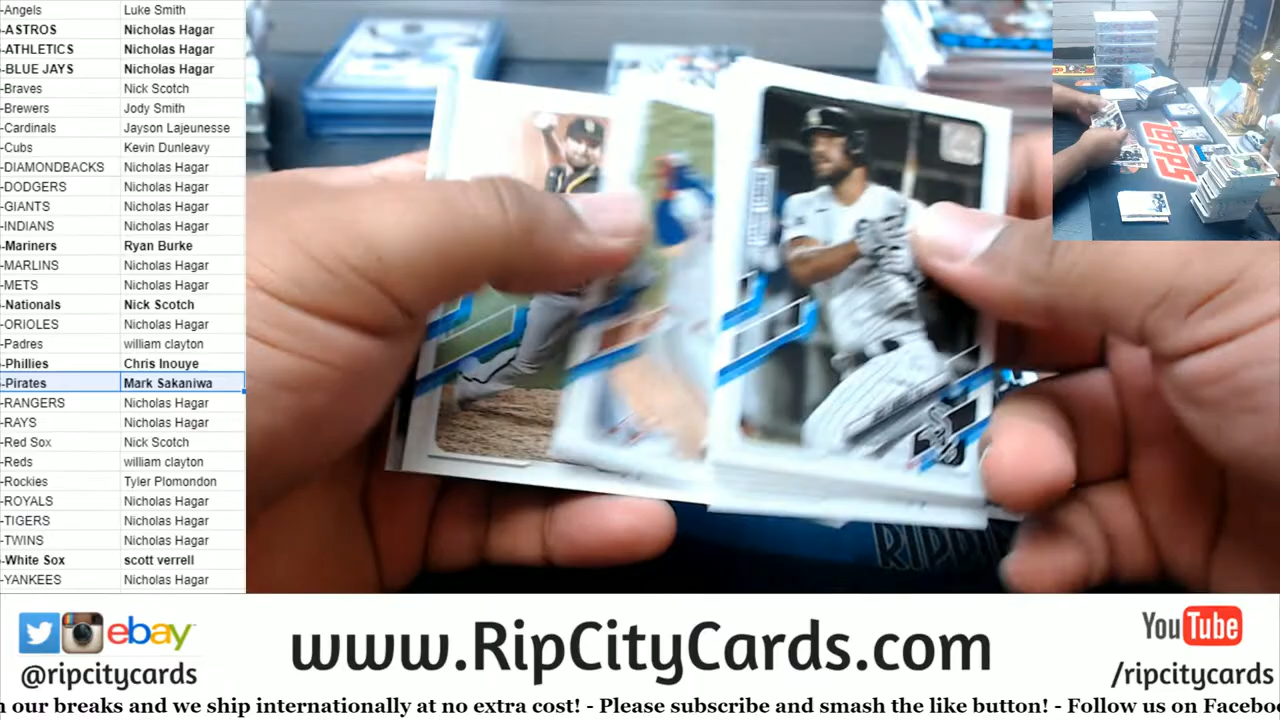 -Angels Luke Smith
-ASTROS Nicholas Hagar
-ATHLETICS Nicholas Hagar
-BLUE JAYS Nicholas Hagar
-Braves Nick Scotch
-Brewers Jody Smith
-Cardinals Jayson Lajeunesse
-Cubs Kevin Dunleavy
-DIAMONDBACKS Nicholas Hagar
-DODGERS Nicholas Hagar
-GIANTS Nicholas Hagar
-INDIANS Nicholas Hagar
-Mariners Ryan Burke
-MARLINS Nicholas Hagar
-METS Nicholas Hagar
-Nationals Nick Scotch
-ORIOLES Nicholas Hagar
-Padres william clayton
-Phillies Chris Inouye
-Pirates Mark Sakaniwa
-RANGERS Nicholas Hagar
-RAYS Nicholas Hagar
-Red Sox Nick Scotch
-Reds william clayton
-Rockies Tyler Plomondon
-ROYALS Nicholas Hagar
-TIGERS Nicholas Hagar
-TWINS Nicholas Hagar
-White Sox scott verrell
-YANKEES Nicholas Hagar
TOPPS
RIPPIN
ebay
@ripcitycards
www.RipCityCards.com
YouTube
/ripcitycards
n our breaks and we ship internationally at no extra cost! - Please subscribe and smash the like button! - Follow us on Facebo